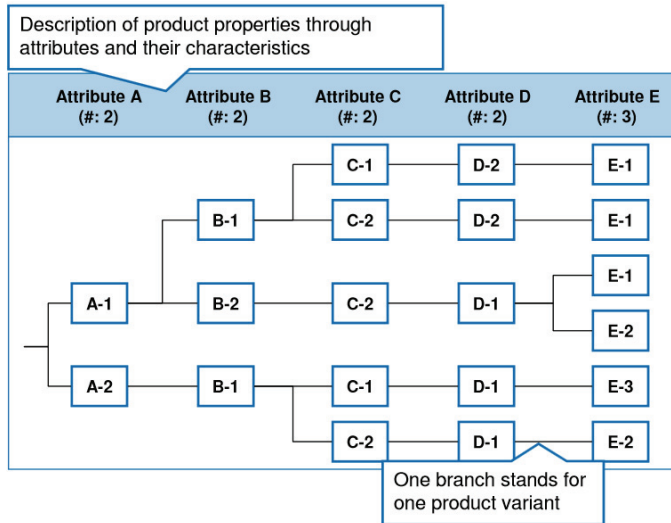 Description of product properties through
attributes and their characteristics
Attribute A Attribute B Attribute C Attribute D Attribute E
(#: 2) (#: 2) (#: 2) (#: 2) (#: 3)
C-1 D-2 E-1
B-1 C-2 D-2 E-1
E-1
A-1 B-2 C-2 D-1
E-2
A-2 B-1 C-1 D-1 E-3
C-2 D-1 E-2
One branch stands for
one product variant